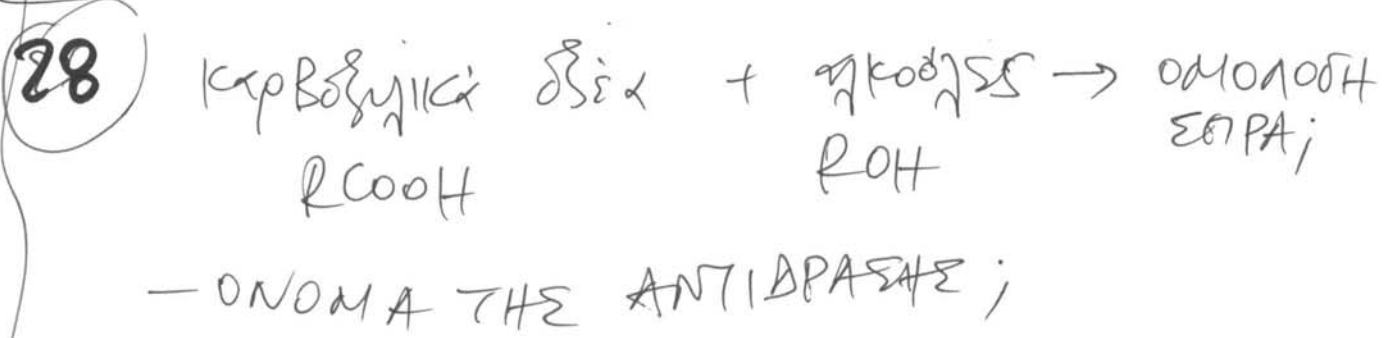 28 καρβοξυλικά οξέα + αλκοόλες → ΟΜΟΛΟΓΗ
ΣΕΙΡΑ;
RCOOH ROH
- ΟΝΟΜΑ ΤΗΣ ΑΝΤΙΔΡΑΣΗΣ;